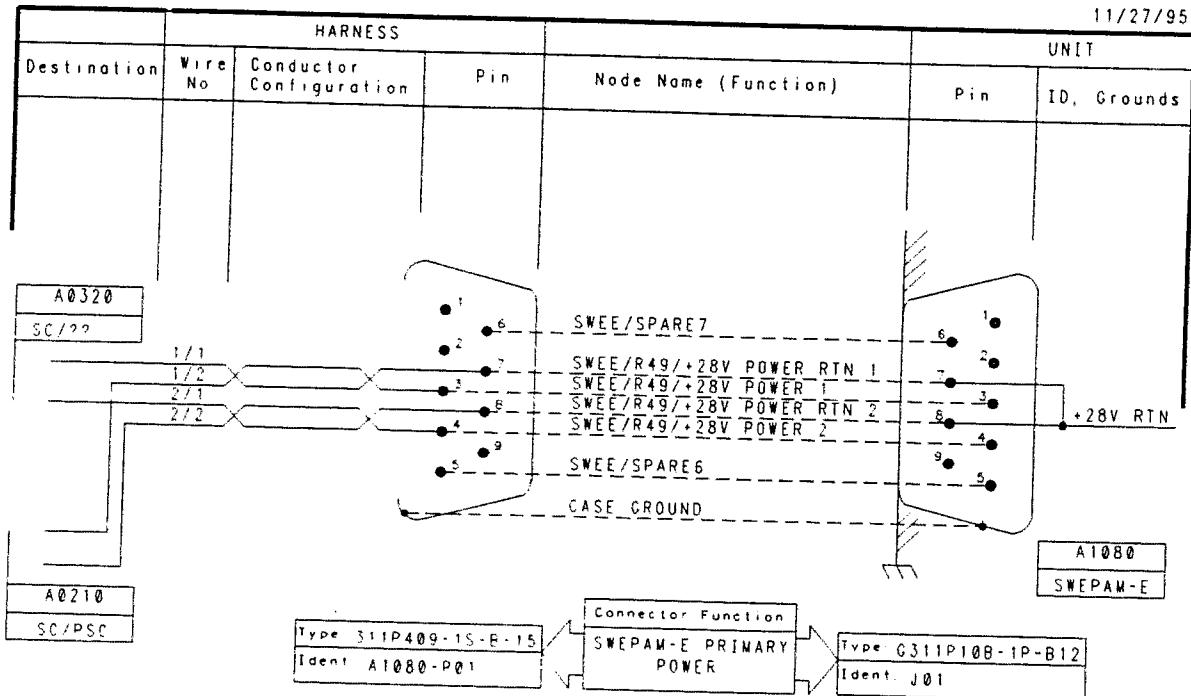 11/27/95
HARNESS
UNIT
Destination
Wire No
Conductor Configuration
Pin
Node Name (Function)
Pin
ID, Grounds
A0320
SC/??
1/1
1/2
2/1
2/2
1
6
2
7
3
8
4
9
5
SWEE/SPARE7
SWEE/R49/+28V POWER RTN 1
SWEE/R49/+28V POWER 1
SWEE/R49/+28V POWER RTN 2
SWEE/R49/+28V POWER 2
SWEE/SPARE6
CASE GROUND
1
6
2
7
3
8
4
9
5
+28V RTN
A1080
SWEPAM-E
A0210
SC/PSC
Type 311P409-1S-B-15
Ident. A1080-P01
Connector Function
SWEPAM-E PRIMARY
POWER
Type G311P10B-1P-B12
Ident. J01